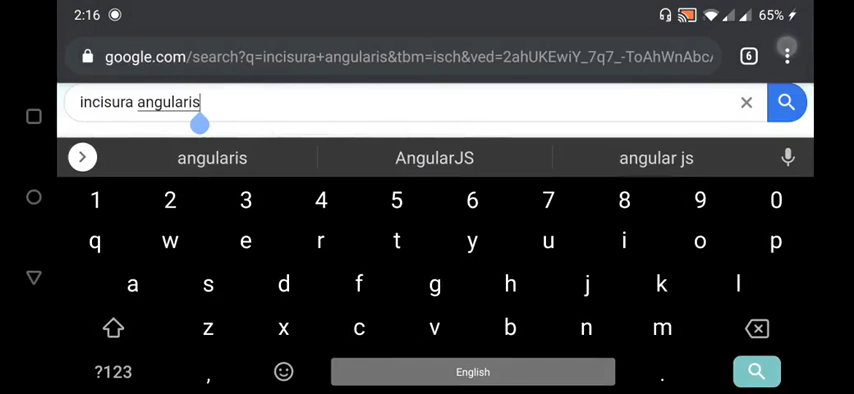 2:16 65%
google.com/search?q=incisura+angularis&tbm=isch&ved=2ahUKEwiY_7q7_-ToAhWnAbcA
6
incisura angularis
angularis AngularJS angular js
1 2 3 4 5 6 7 8 9 0
q w e r t y u i o p
a s d f g h j k l
z x c v b n m
?123 , English .